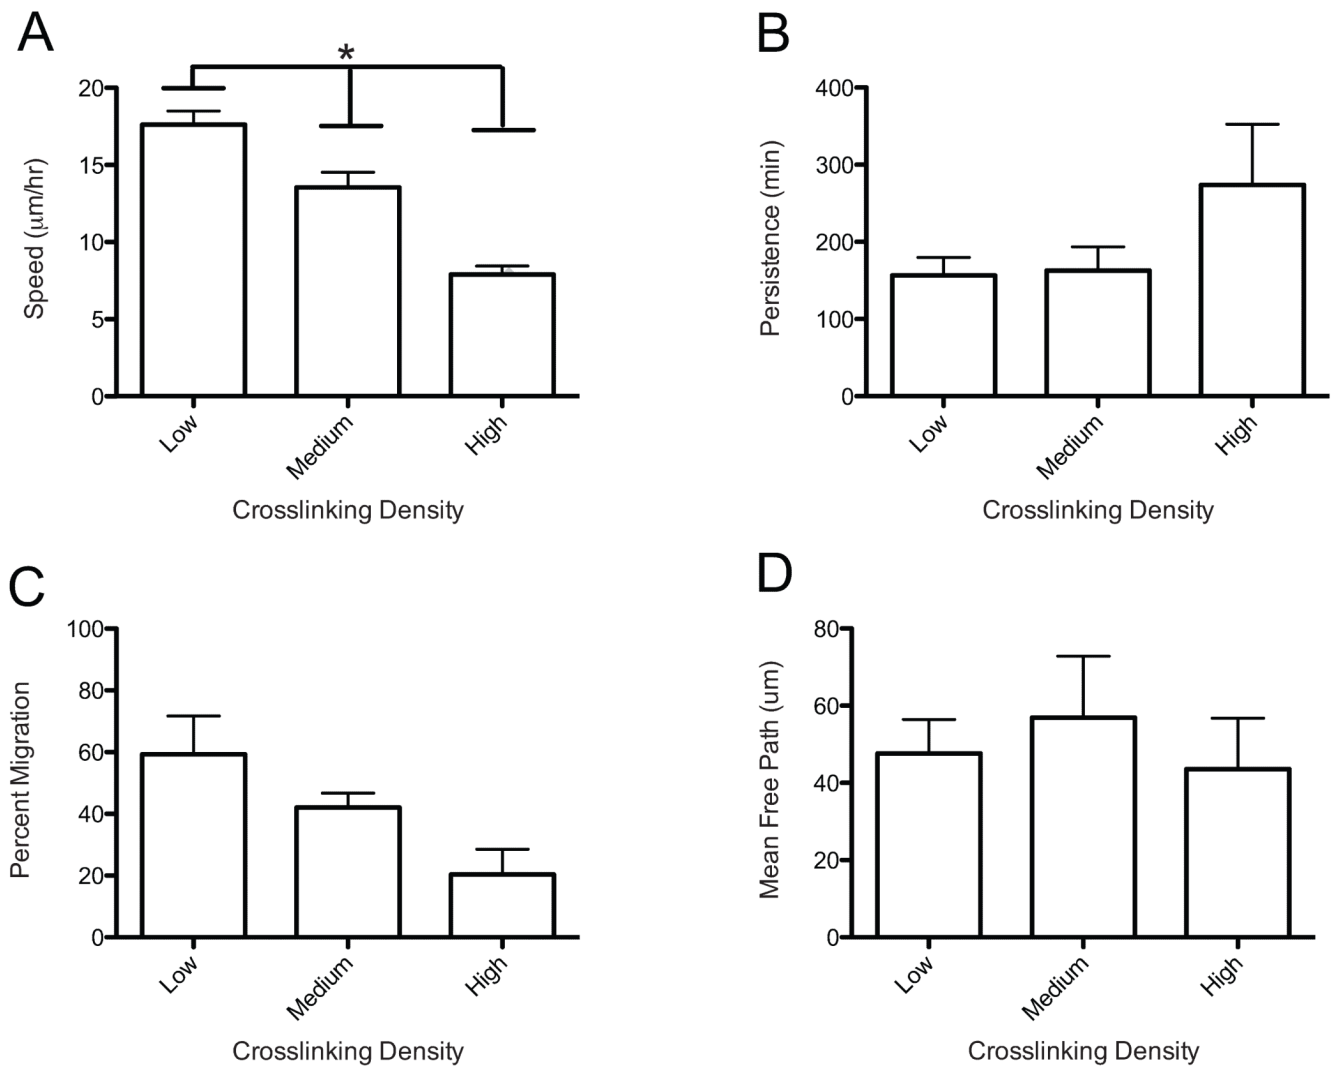 A
*
20
15
10
5
0
Speed (μm/hr)
Low
Medium
High
Crosslinking Density
B
400
300
200
100
0
Persistence (min)
Low
Medium
High
Crosslinking Density
C
100
80
60
40
20
0
Percent Migration
Low
Medium
High
Crosslinking Density
D
80
60
40
20
0
Mean Free Path (um)
Low
Medium
High
Crosslinking Density